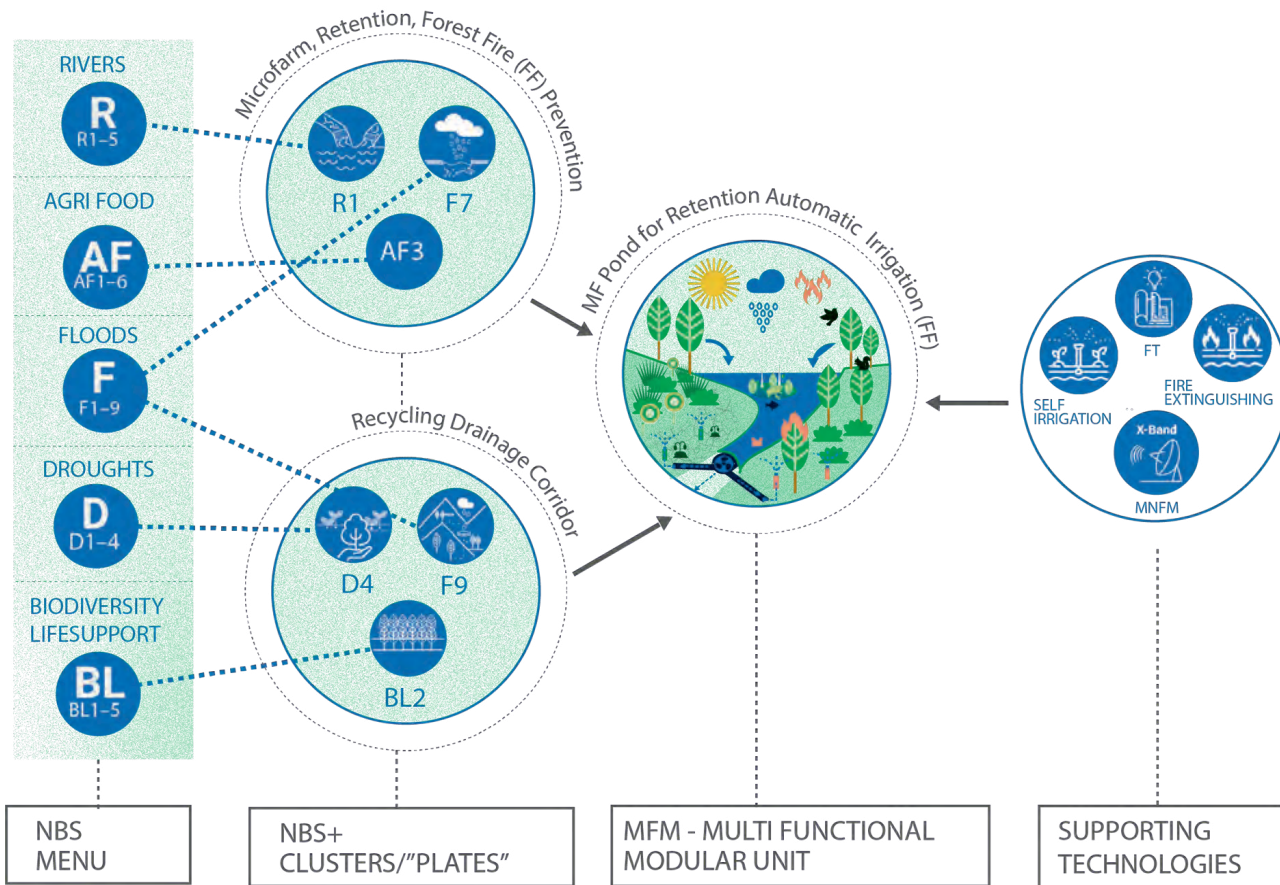 RIVERS
R
R1–5
AGRI FOOD
AF
AF1–6
FLOODS
F
F1–9
DROUGHTS
D
D1–4
BIODIVERSITY
LIFESUPPORT
BL
BL1–5
Microfarm, Retention, Forest Fire (FF) Prevention
R1
F7
AF3
Recycling Drainage Corridor
D4
F9
BL2
MF Pond for Retention Automatic Irrigation (FF)
FT
SELF
IRRIGATION
FIRE
EXTINGUISHING
X-Band
MNFM
NBS
MENU
NBS+
CLUSTERS/”PLATES”
MFM - MULTI FUNCTIONAL
MODULAR UNIT
SUPPORTING
TECHNOLOGIES